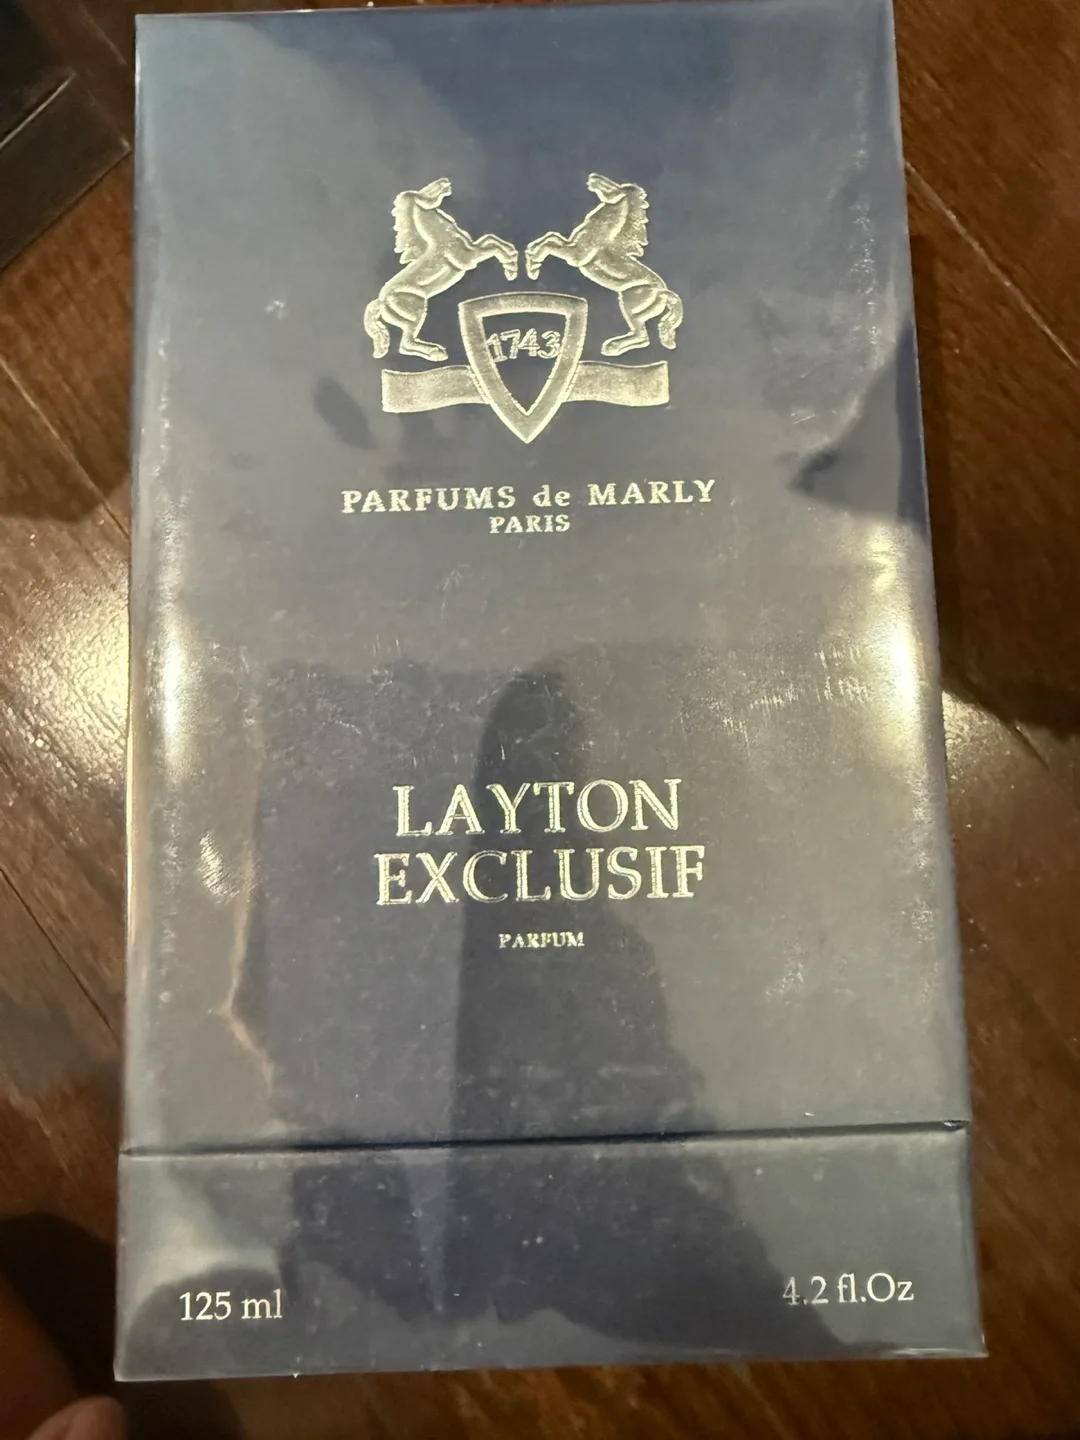 1743
PARFUMS de MARLY
PARIS
LAYTON
EXCLUSIF
PARFUM
125 ml
4.2 fl.Oz